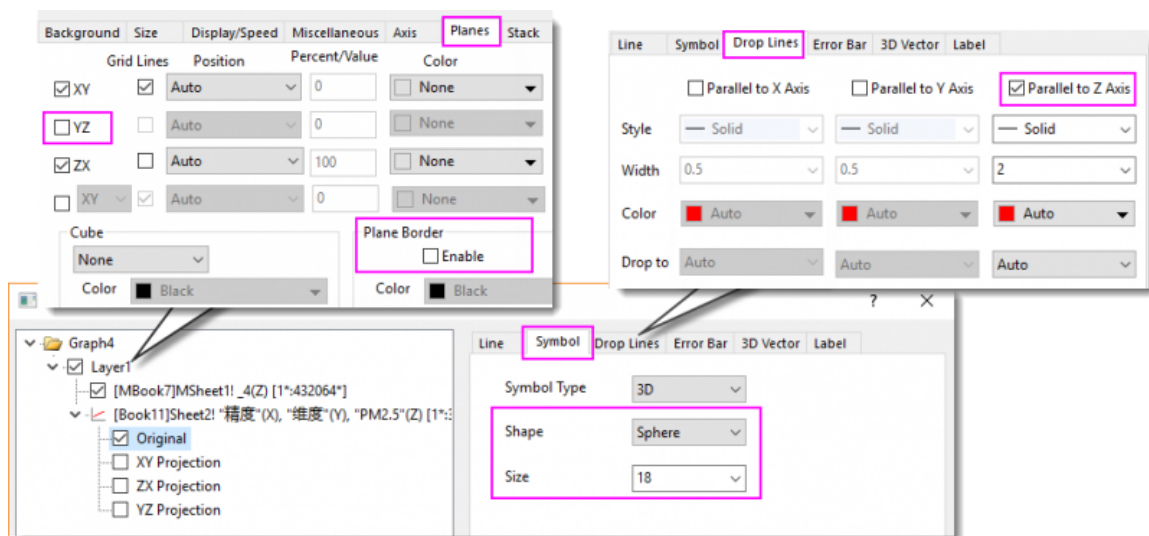 Background Size Display/Speed Miscellaneous Axis Planes Stack
Grid Lines Position Percent/Value Color
XY Auto 0 None
YZ Auto 0 None
ZX Auto 100 None
XY Auto 0 None
Cube
None
Color Black
Plane Border
Enable
Color Black
Line Symbol Drop Lines Error Bar 3D Vector Label
Parallel to X Axis Parallel to Y Axis Parallel to Z Axis
Style Solid Solid Solid
Width 0.5 0.5 2
Color Auto Auto Auto
Drop to Auto Auto Auto
?
Graph4
Layer1
[MBook7]MSheet1! _4(Z) [1*:432064*]
[Book11]Sheet2! "精度"(X), "维度"(Y), "PM2.5"(Z) [1*:
Original
XY Projection
ZX Projection
YZ Projection
Line Symbol Drop Lines Error Bar 3D Vector Label
Symbol Type 3D
Shape Sphere
Size 18